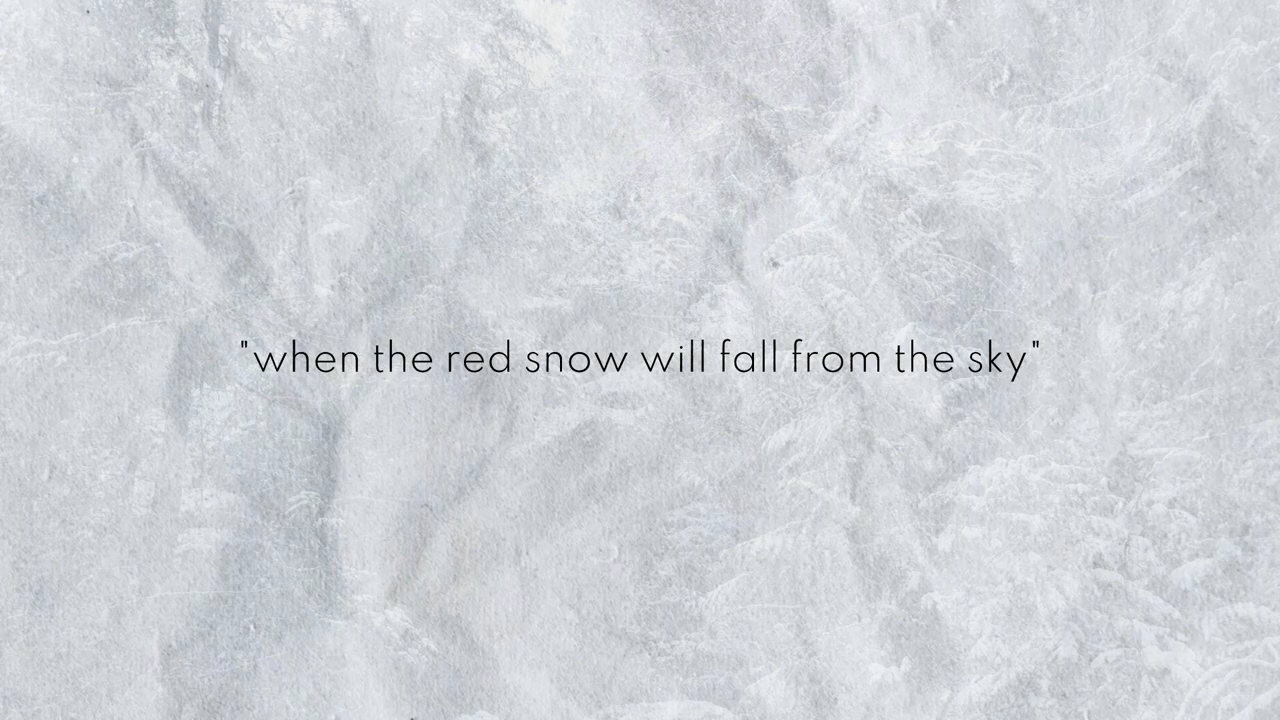 "when the red snow will fall from the sky"